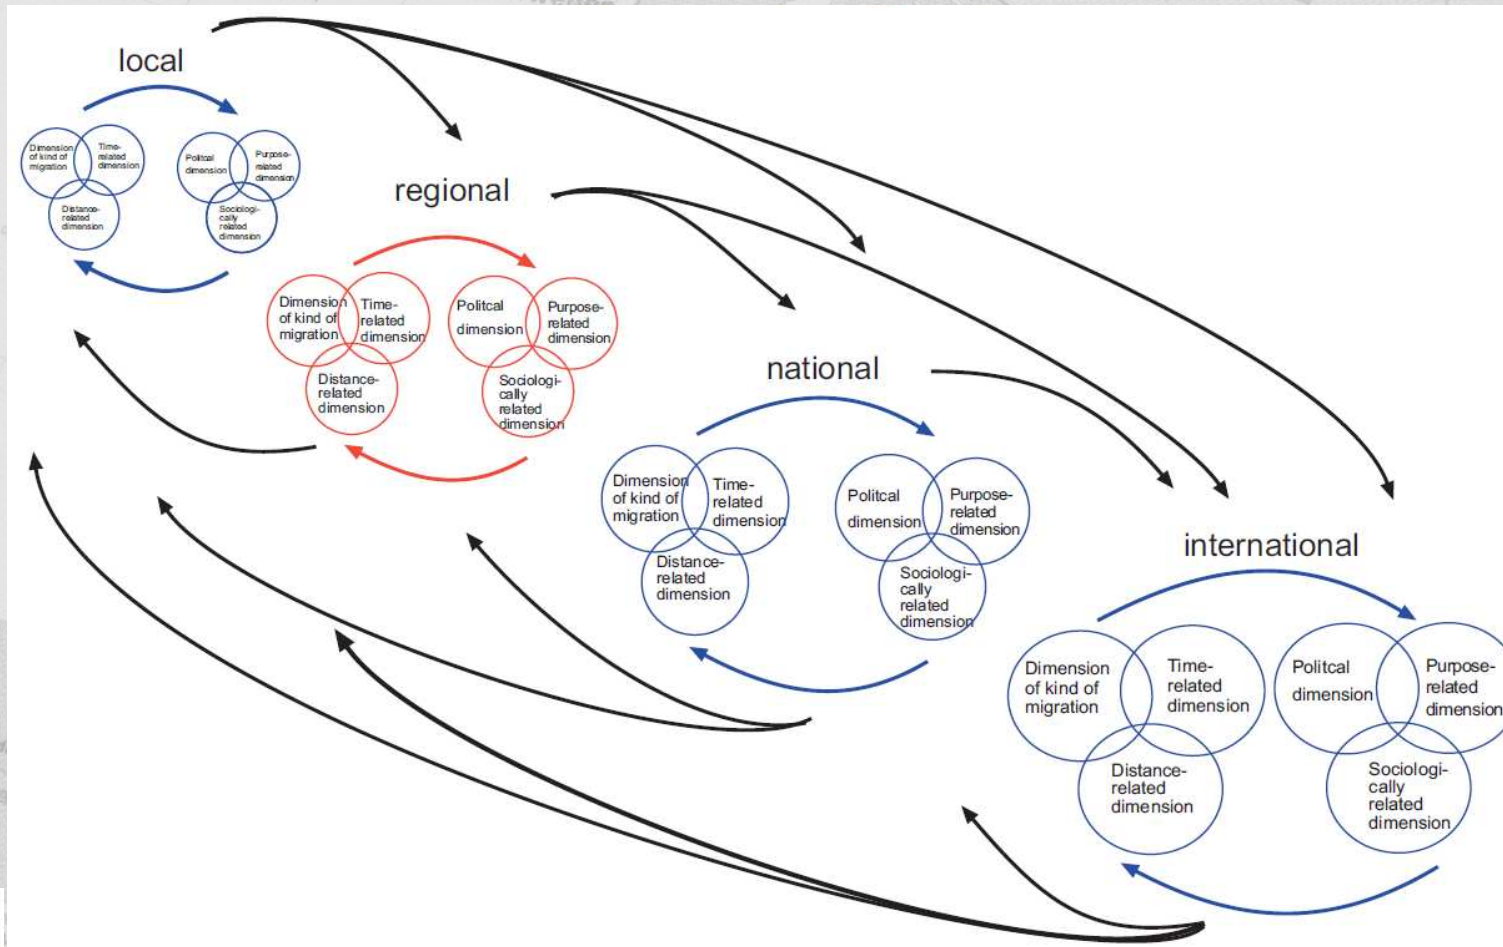 local
Dimension
of kind of
migration
Time-
related
dimension
Distance-
related
dimension
Politcal
dimension
Purpose-
related
dimension
Sociologi-
cally
related
dimension
regional
Dimension
of kind of
migration
Time-
related
dimension
Distance-
related
dimension
Politcal
dimension
Purpose-
related
dimension
Sociologi-
cally
related
dimension
national
Dimension
of kind of
migration
Time-
related
dimension
Distance-
related
dimension
Politcal
dimension
Purpose-
related
dimension
Sociologi-
cally
related
dimension
international
Dimension
of kind of
migration
Time-
related
dimension
Distance-
related
dimension
Politcal
dimension
Purpose-
related
dimension
Sociologi-
cally
related
dimension